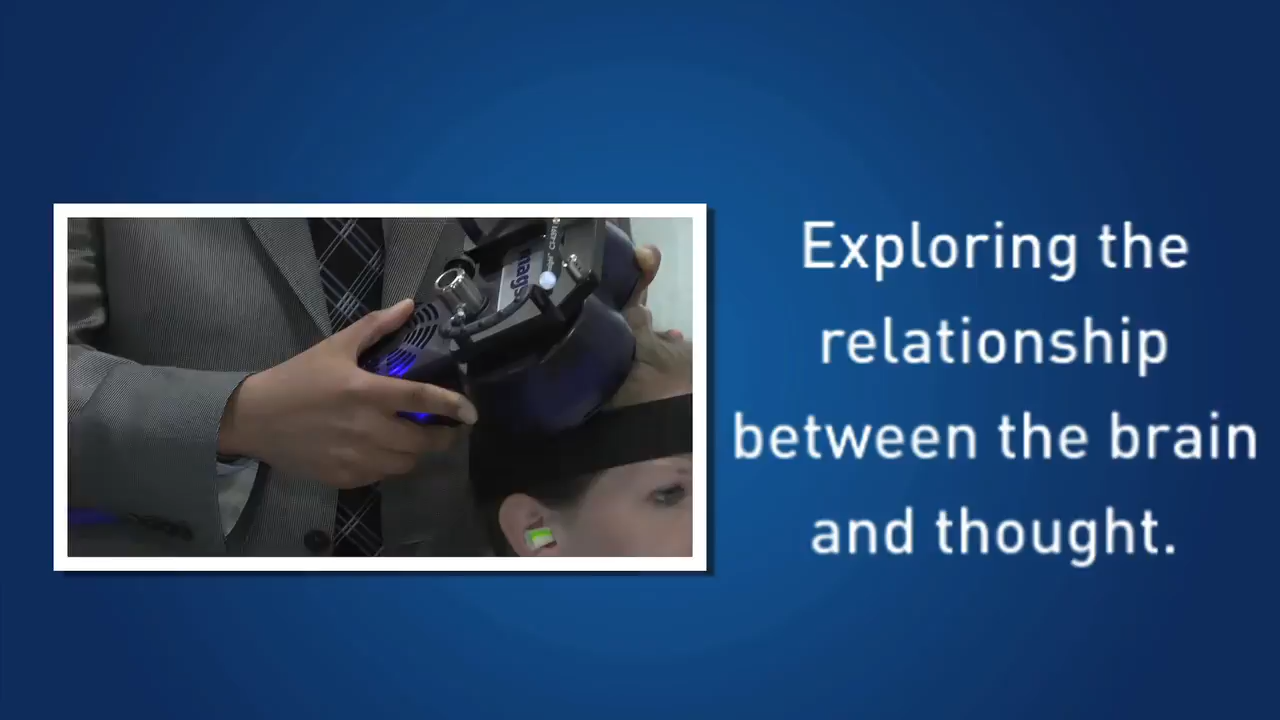 Exploring the
relationship
between the brain
and thought.